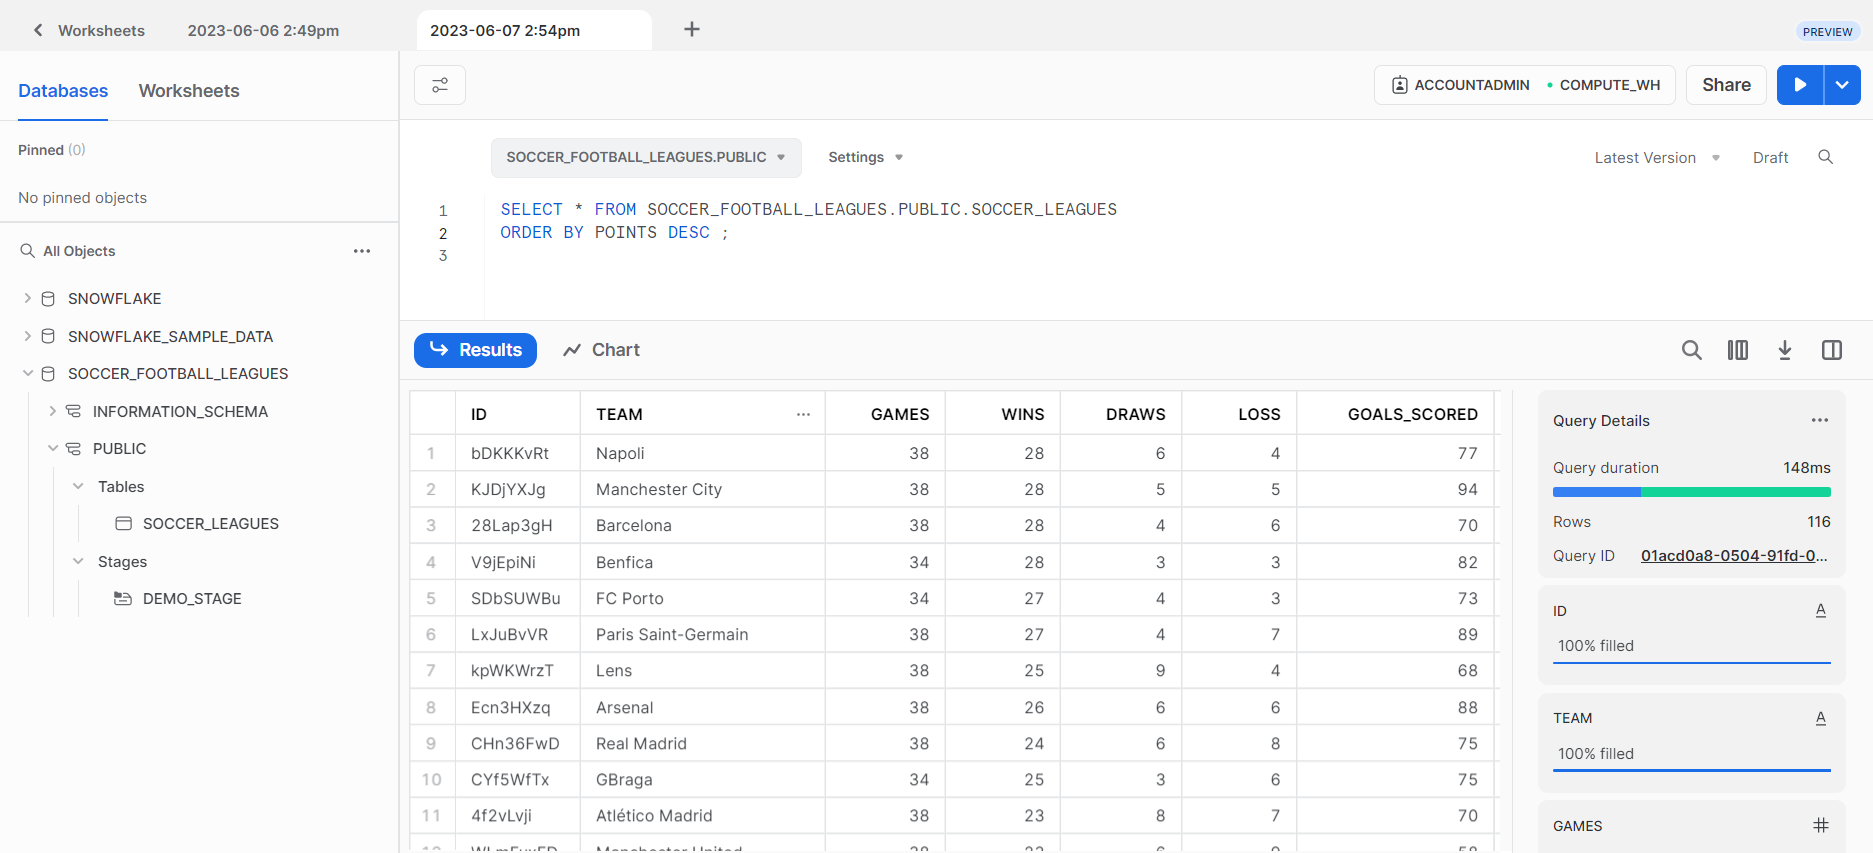 Worksheets 2023-06-06 2:49pm 2023-06-07 2:54pm
PREVIEW
Databases Worksheets
ACCOUNTADMIN COMPUTE_WH Share
Pinned (0)
No pinned objects
All Objects
SNOWFLAKE
SNOWFLAKE_SAMPLE_DATA
SOCCER_FOOTBALL_LEAGUES
INFORMATION_SCHEMA
PUBLIC
Tables
SOCCER_LEAGUES
Stages
DEMO_STAGE
SOCCER_FOOTBALL_LEAGUES.PUBLIC Settings Latest Version Draft
1 SELECT * FROM SOCCER_FOOTBALL_LEAGUES.PUBLIC.SOCCER_LEAGUES
2 ORDER BY POINTS DESC ;
3
Results Chart
ID TEAM ... GAMES WINS DRAWS LOSS GOALS_SCORED
1 bDKKKvRt Napoli 38 28 6 4 77
2 KJDjYXJg Manchester City 38 28 5 5 94
3 28Lap3gH Barcelona 38 28 4 6 70
4 V9jEpiNi Benfica 34 28 3 3 82
5 SDbSUWBu FC Porto 34 27 4 3 73
6 LxJuBvVR Paris Saint-Germain 38 27 4 7 89
7 kpWKWrzT Lens 38 25 9 4 68
8 Ecn3HXzq Arsenal 38 26 6 6 88
9 CHn36FwD Real Madrid 38 24 6 8 75
10 CYf5WfTx GBraga 34 25 3 6 75
11 4f2vLvji Atlético Madrid 38 23 8 7 70
Manchester United
Query Details
Query duration 148ms
Rows 116
Query ID 01acd0a8-0504-91fd-0...
ID A
100% filled
TEAM A
100% filled
GAMES #